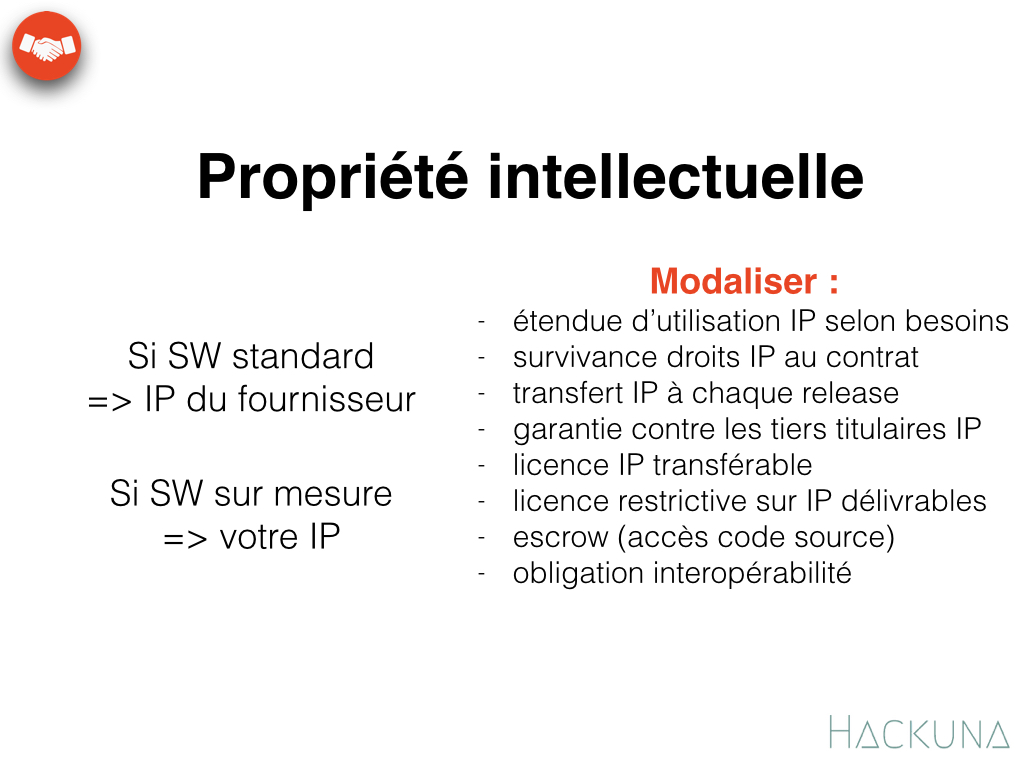 Propriété intellectuelle
Si SW standard
=> IP du fournisseur
Si SW sur mesure
=> votre IP
Modaliser :
- étendue d’utilisation IP selon besoins
- survivance droits IP au contrat
- transfert IP à chaque release
- garantie contre les tiers titulaires IP
- licence IP transférable
- licence restrictive sur IP délivrables
- escrow (accès code source)
- obligation interopérabilité
HACKUNA